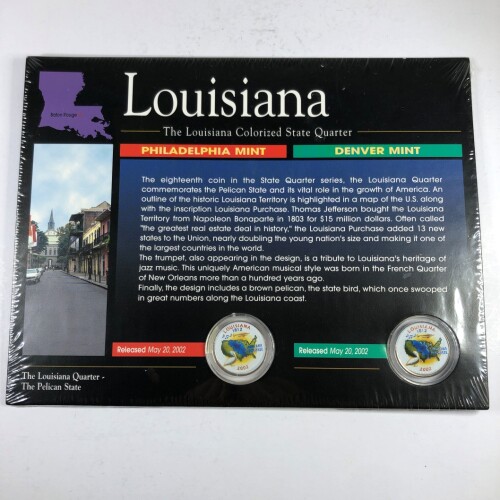 Louisiana
Baton Rouge
The Louisiana Colorized State Quarter
PHILADELPHIA MINT
DENVER MINT
The eighteenth coin in the State Quarter series, the Louisiana Quarter
commemorates the Pelican State and its vital role in the growth of America. An
outline of the historic Louisiana Territory is highlighted in a map of the U.S. along
with the inscription Louisiana Purchase. Thomas Jefferson bought the Louisiana
Territory from Napoleon Bonaparte in 1803 for $15 million dollars. Often called
"the greatest real estate deal in history," the Louisiana Purchase added 13 new
states to the Union, nearly doubling the young nation's size and making it one of
the largest countries in the world.
The trumpet, also appearing in the design, is a tribute to Louisiana's heritage of
jazz music. This uniquely American musical style was born in the French Quarter
of New Orleans more than a hundred years ago.
Finally, the design includes a brown pelican, the state bird, which once swooped
in great numbers along the Louisiana coast.
Released May 20, 2002
LOUISIANA
1812
2002
Released May 20, 2002
LOUISIANA
1812
2002
The Louisiana Quarter -
The Pelican State